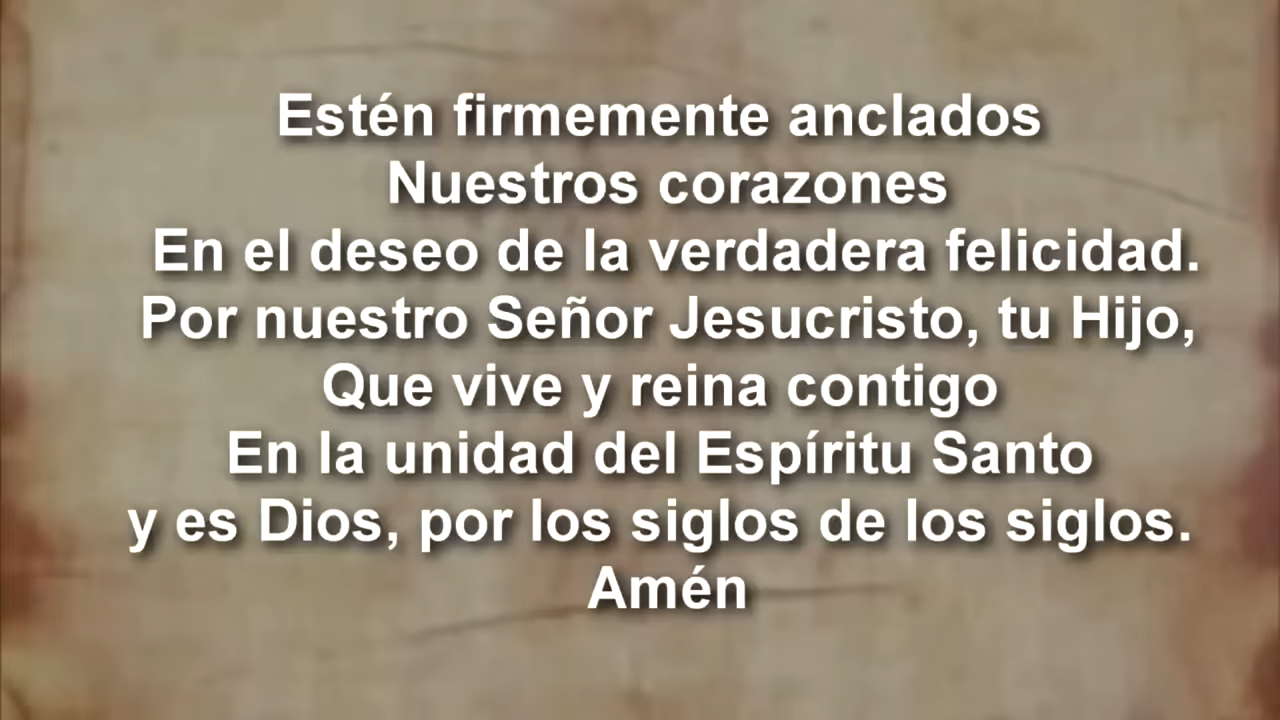 Estén firmemente anclados
Nuestros corazones
En el deseo de la verdadera felicidad.
Por nuestro Señor Jesucristo, tu Hijo,
Que vive y reina contigo
En la unidad del Espíritu Santo
y es Dios, por los siglos de los siglos.
Amén